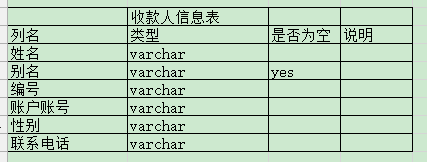 收款人信息表
列名 类型 是否为空 说明
姓名 varchar
别名 varchar yes
编号 varchar
账户账号 varchar
性别 varchar
联系电话 varchar